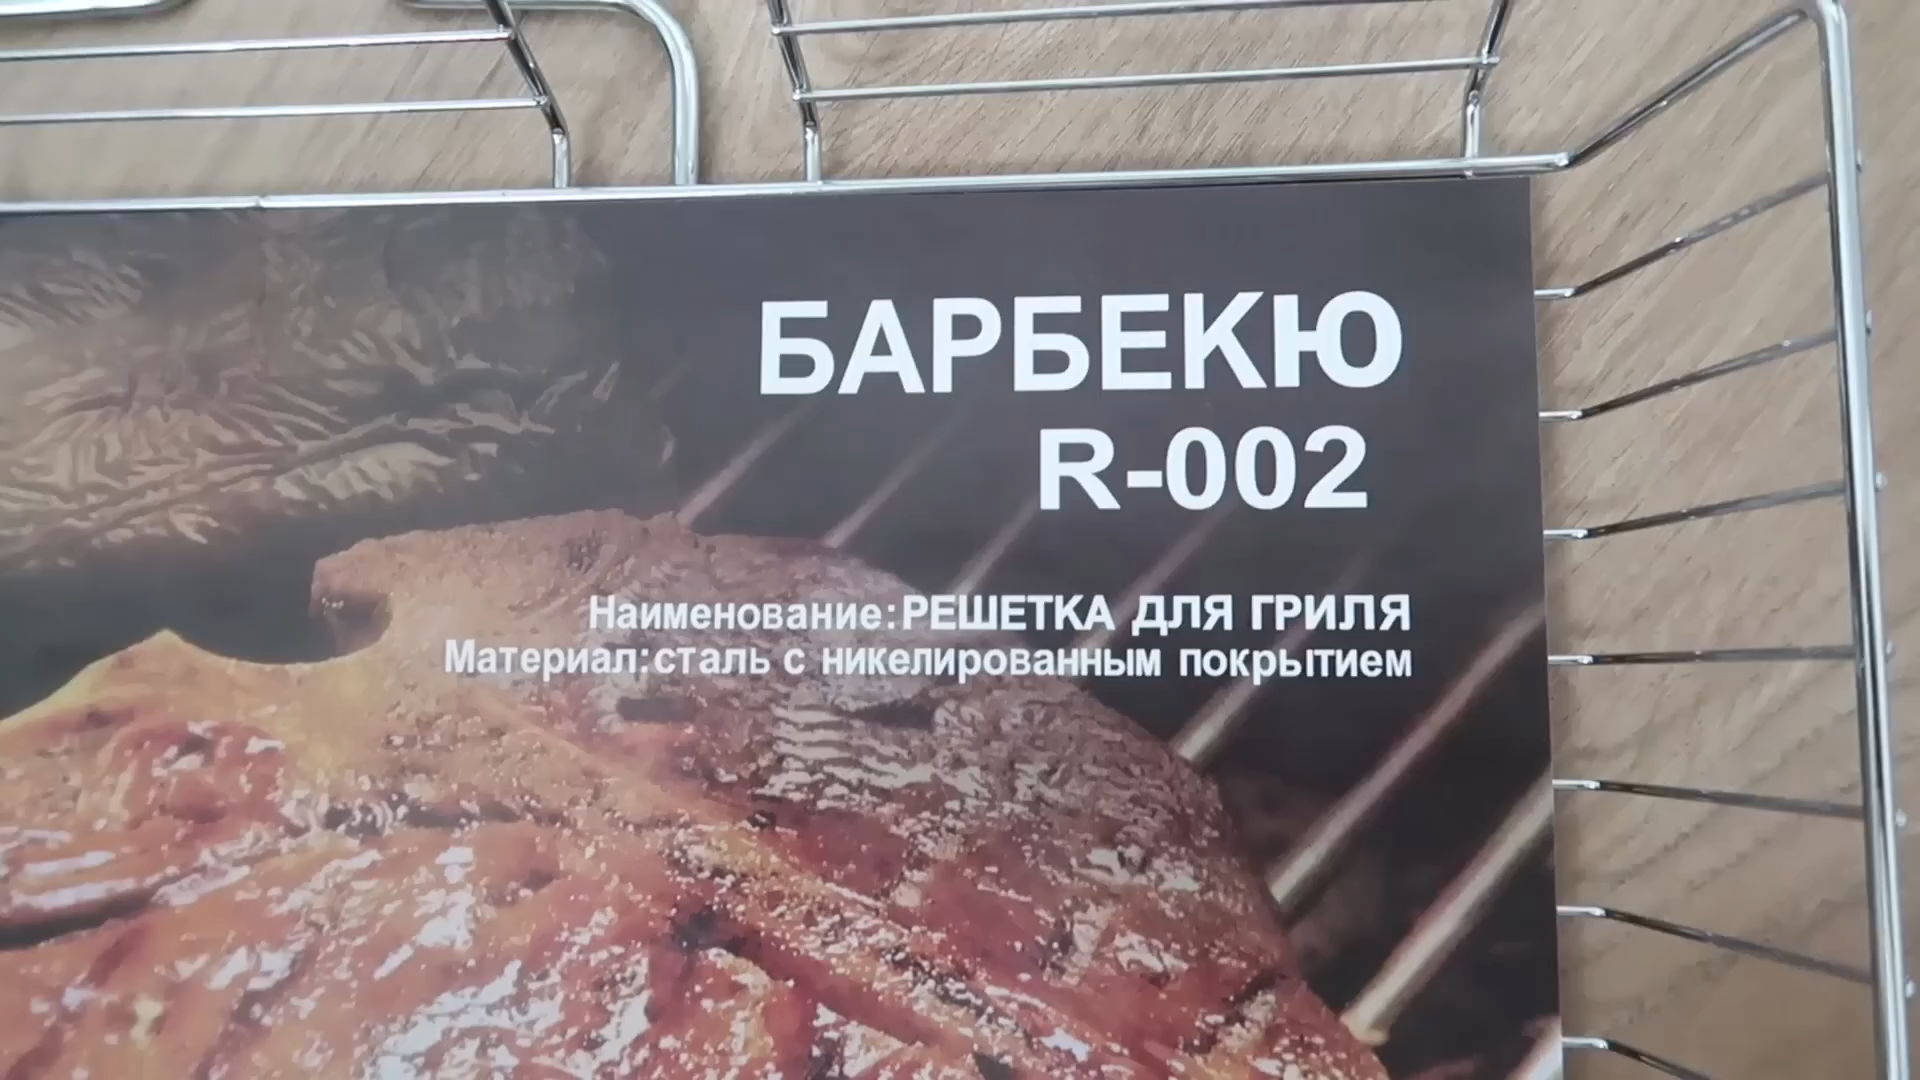 БАРБЕКЮ
R-002
Наименование:РЕШЕТКА ДЛЯ ГРИЛЯ
Материал:сталь с никелированным покрытием